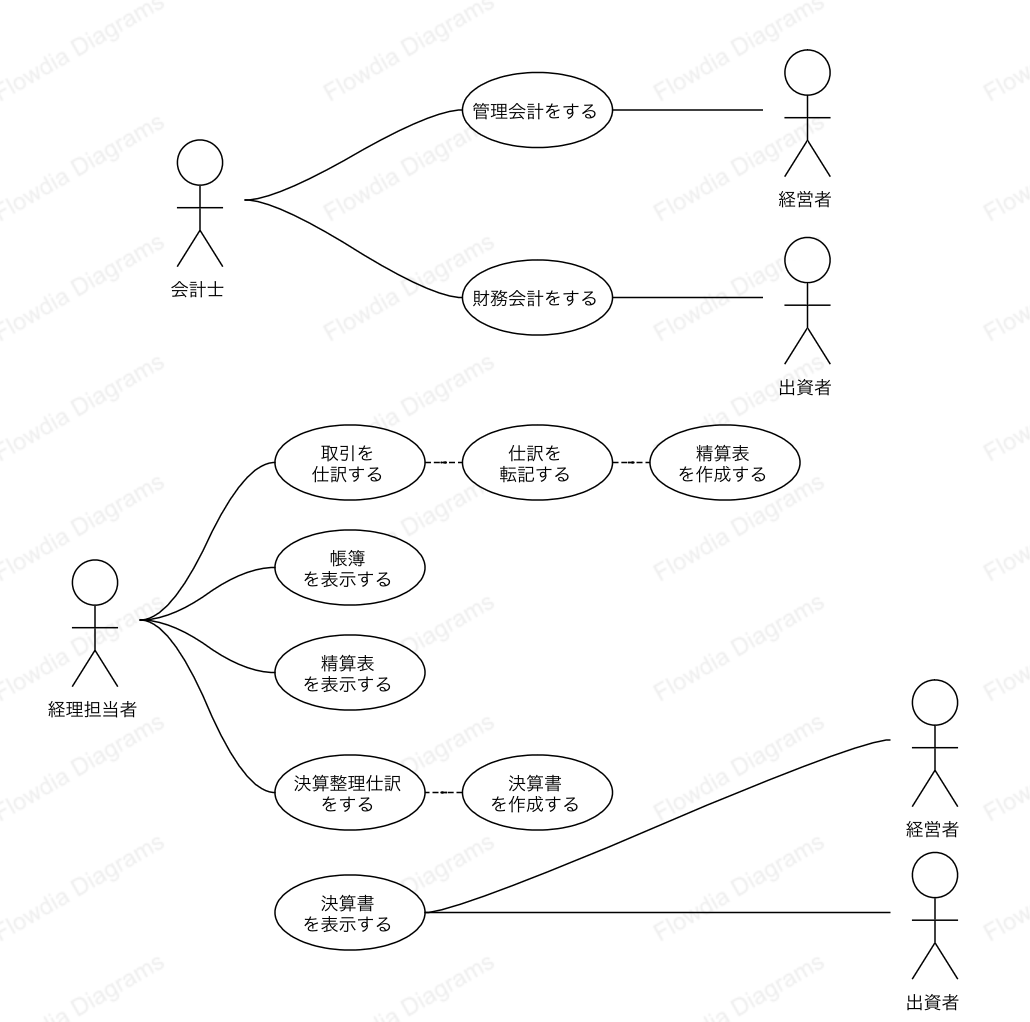 管理会計をする
経営者
会計士
財務会計をする
出資者
取引を
仕訳する
仕訳を
転記する
精算表
を作成する
帳簿
を表示する
精算表
を表示する
経理担当者
決算整理仕訳
をする
決算書
を作成する
経営者
決算書
を表示する
出資者
Flowdia Diagrams